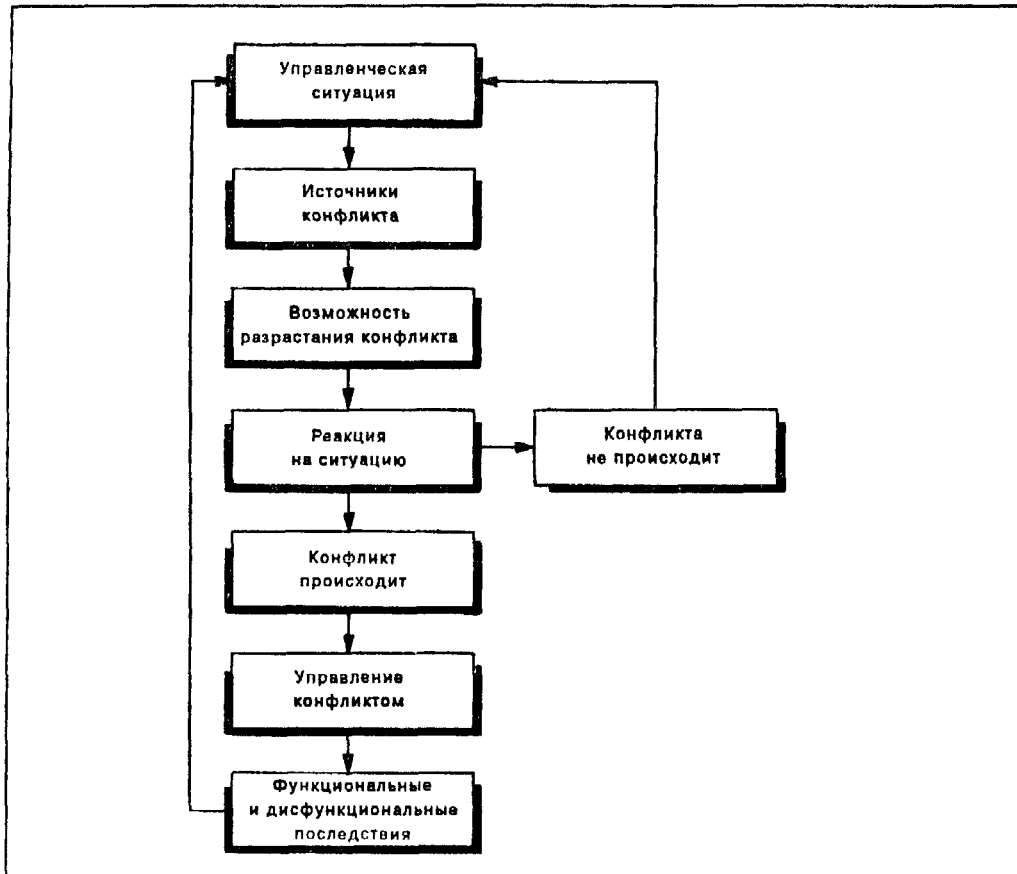 Управленческая
ситуация
Источники
конфликта
Возможность
разрастания конфликта
Реакция
на ситуацию
Конфликта
не происходит
Конфликт
происходит
Управление
конфликтом
Функциональные
и дисфункциональные
последствия